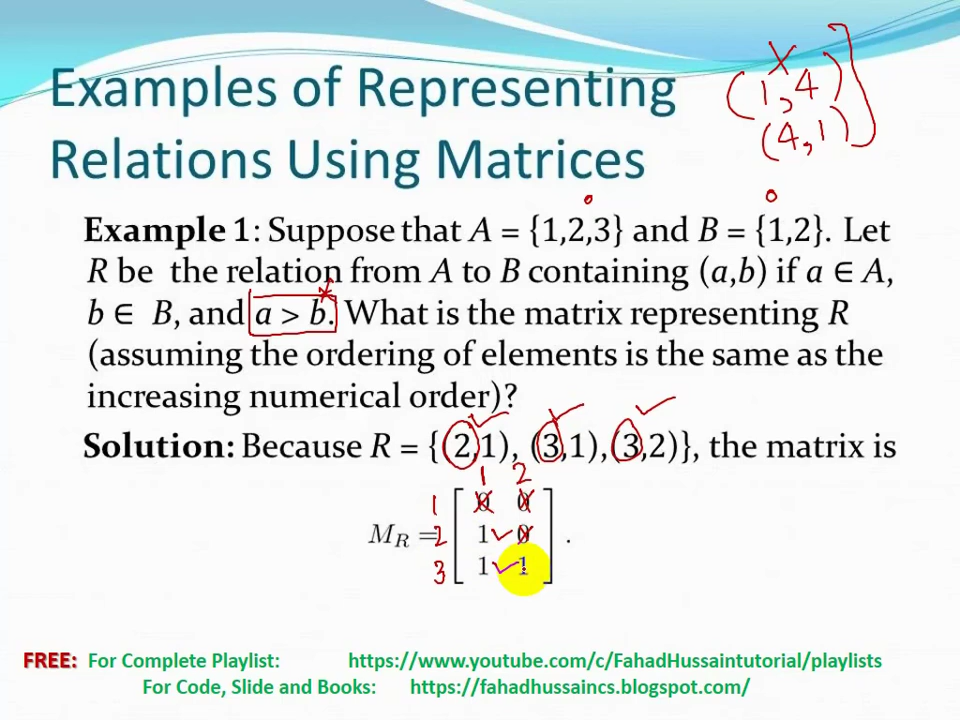 Examples of Representing
Relations Using Matrices
X
(1,4)
(4,1)
Example 1: Suppose that A = {1,2,3} and B = {1,2}. Let
R be the relation from A to B containing (a,b) if a ∈ A,
b ∈ B, and a > b. What is the matrix representing R
(assuming the ordering of elements is the same as the
increasing numerical order)?
Solution: Because R = {(2,1), (3,1),(3,2)}, the matrix is
1 2
1 0 0
M_R = 2 1 0 .
3 1 1
FREE: For Complete Playlist: https://www.youtube.com/c/FahadHussaintutorial/playlists
For Code, Slide and Books: https://fahadhussaincs.blogspot.com/